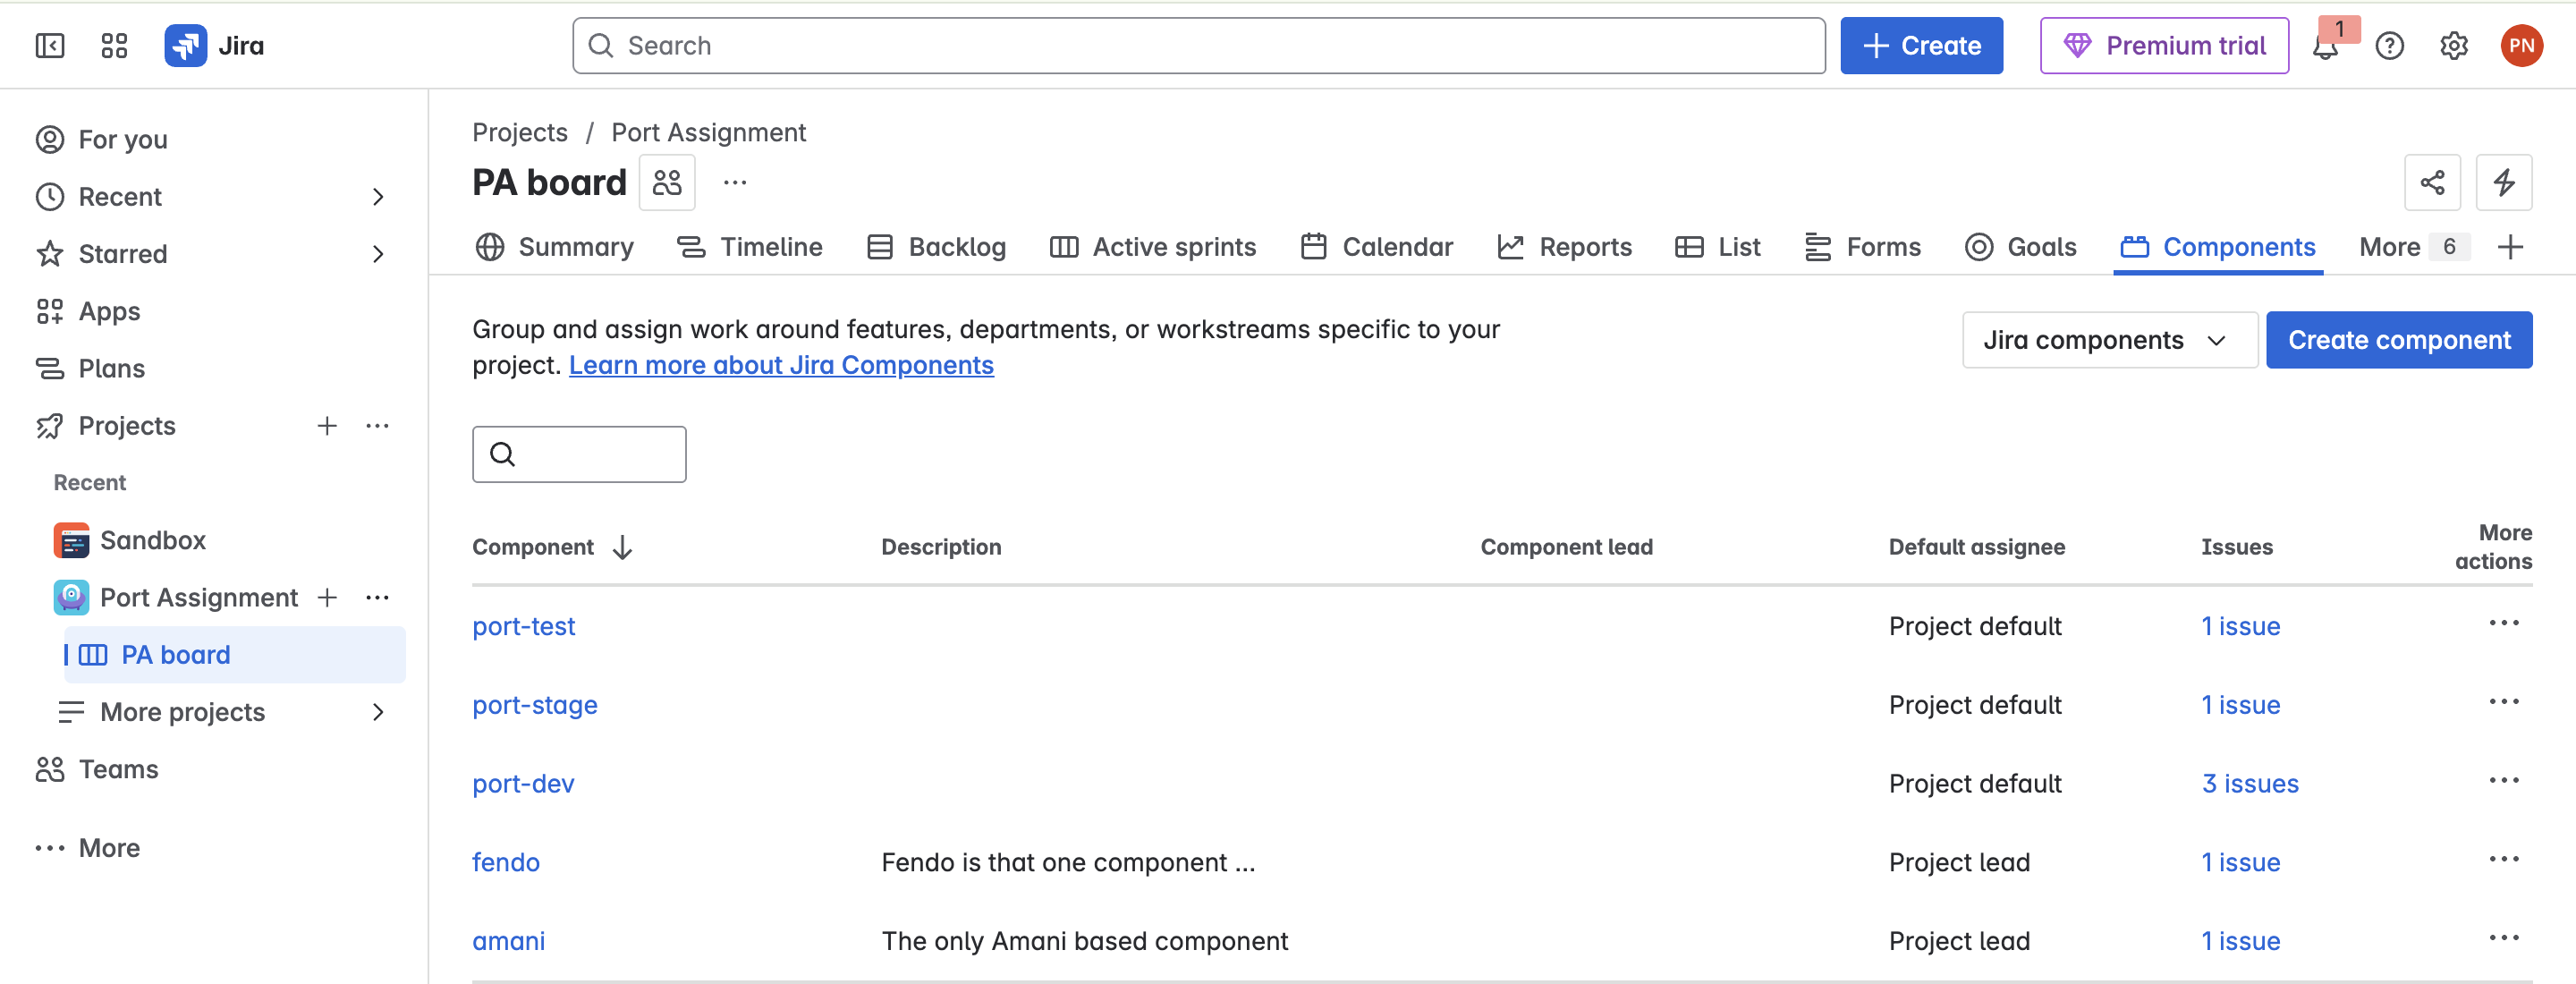 Jira
Search
Create
Premium trial
1
PN
For you
Recent
Starred
Apps
Plans
Projects
Recent
Sandbox
Port Assignment
PA board
More projects
Teams
More
Projects / Port Assignment
PA board
Summary
Timeline
Backlog
Active sprints
Calendar
Reports
List
Forms
Goals
Components
More 6
Group and assign work around features, departments, or workstreams specific to your
project. Learn more about Jira Components
Jira components
Create component
Component Description Component lead Default assignee Issues More actions
port-test Project default 1 issue
port-stage Project default 1 issue
port-dev Project default 3 issues
fendo Fendo is that one component ... Project lead 1 issue
amani The only Amani based component Project lead 1 issue